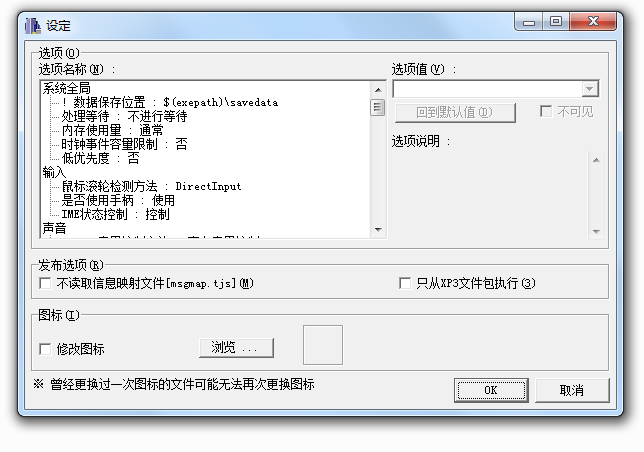 设定
选项(O)
选项名称(N) :
选项值(V) :
系统全局
! 数据保存位置 : $(exepath)\savedata
处理等待 : 不进行等待
内存使用量 : 通常
时钟事件容量限制 : 否
低优先度 : 否
输入
鼠标滚轮检测方法 : DirectInput
是否使用手柄 : 使用
IME状态控制 : 控制
声音
回到默认值(D)
不可见
选项说明 :
发布选项(R)
不读取信息映射文件[msgmap.tjs](M)
只从XP3文件包执行(3)
图标(I)
修改图标
浏览 ...
※ 曾经更换过一次图标的文件可能无法再次更换图标
OK
取消